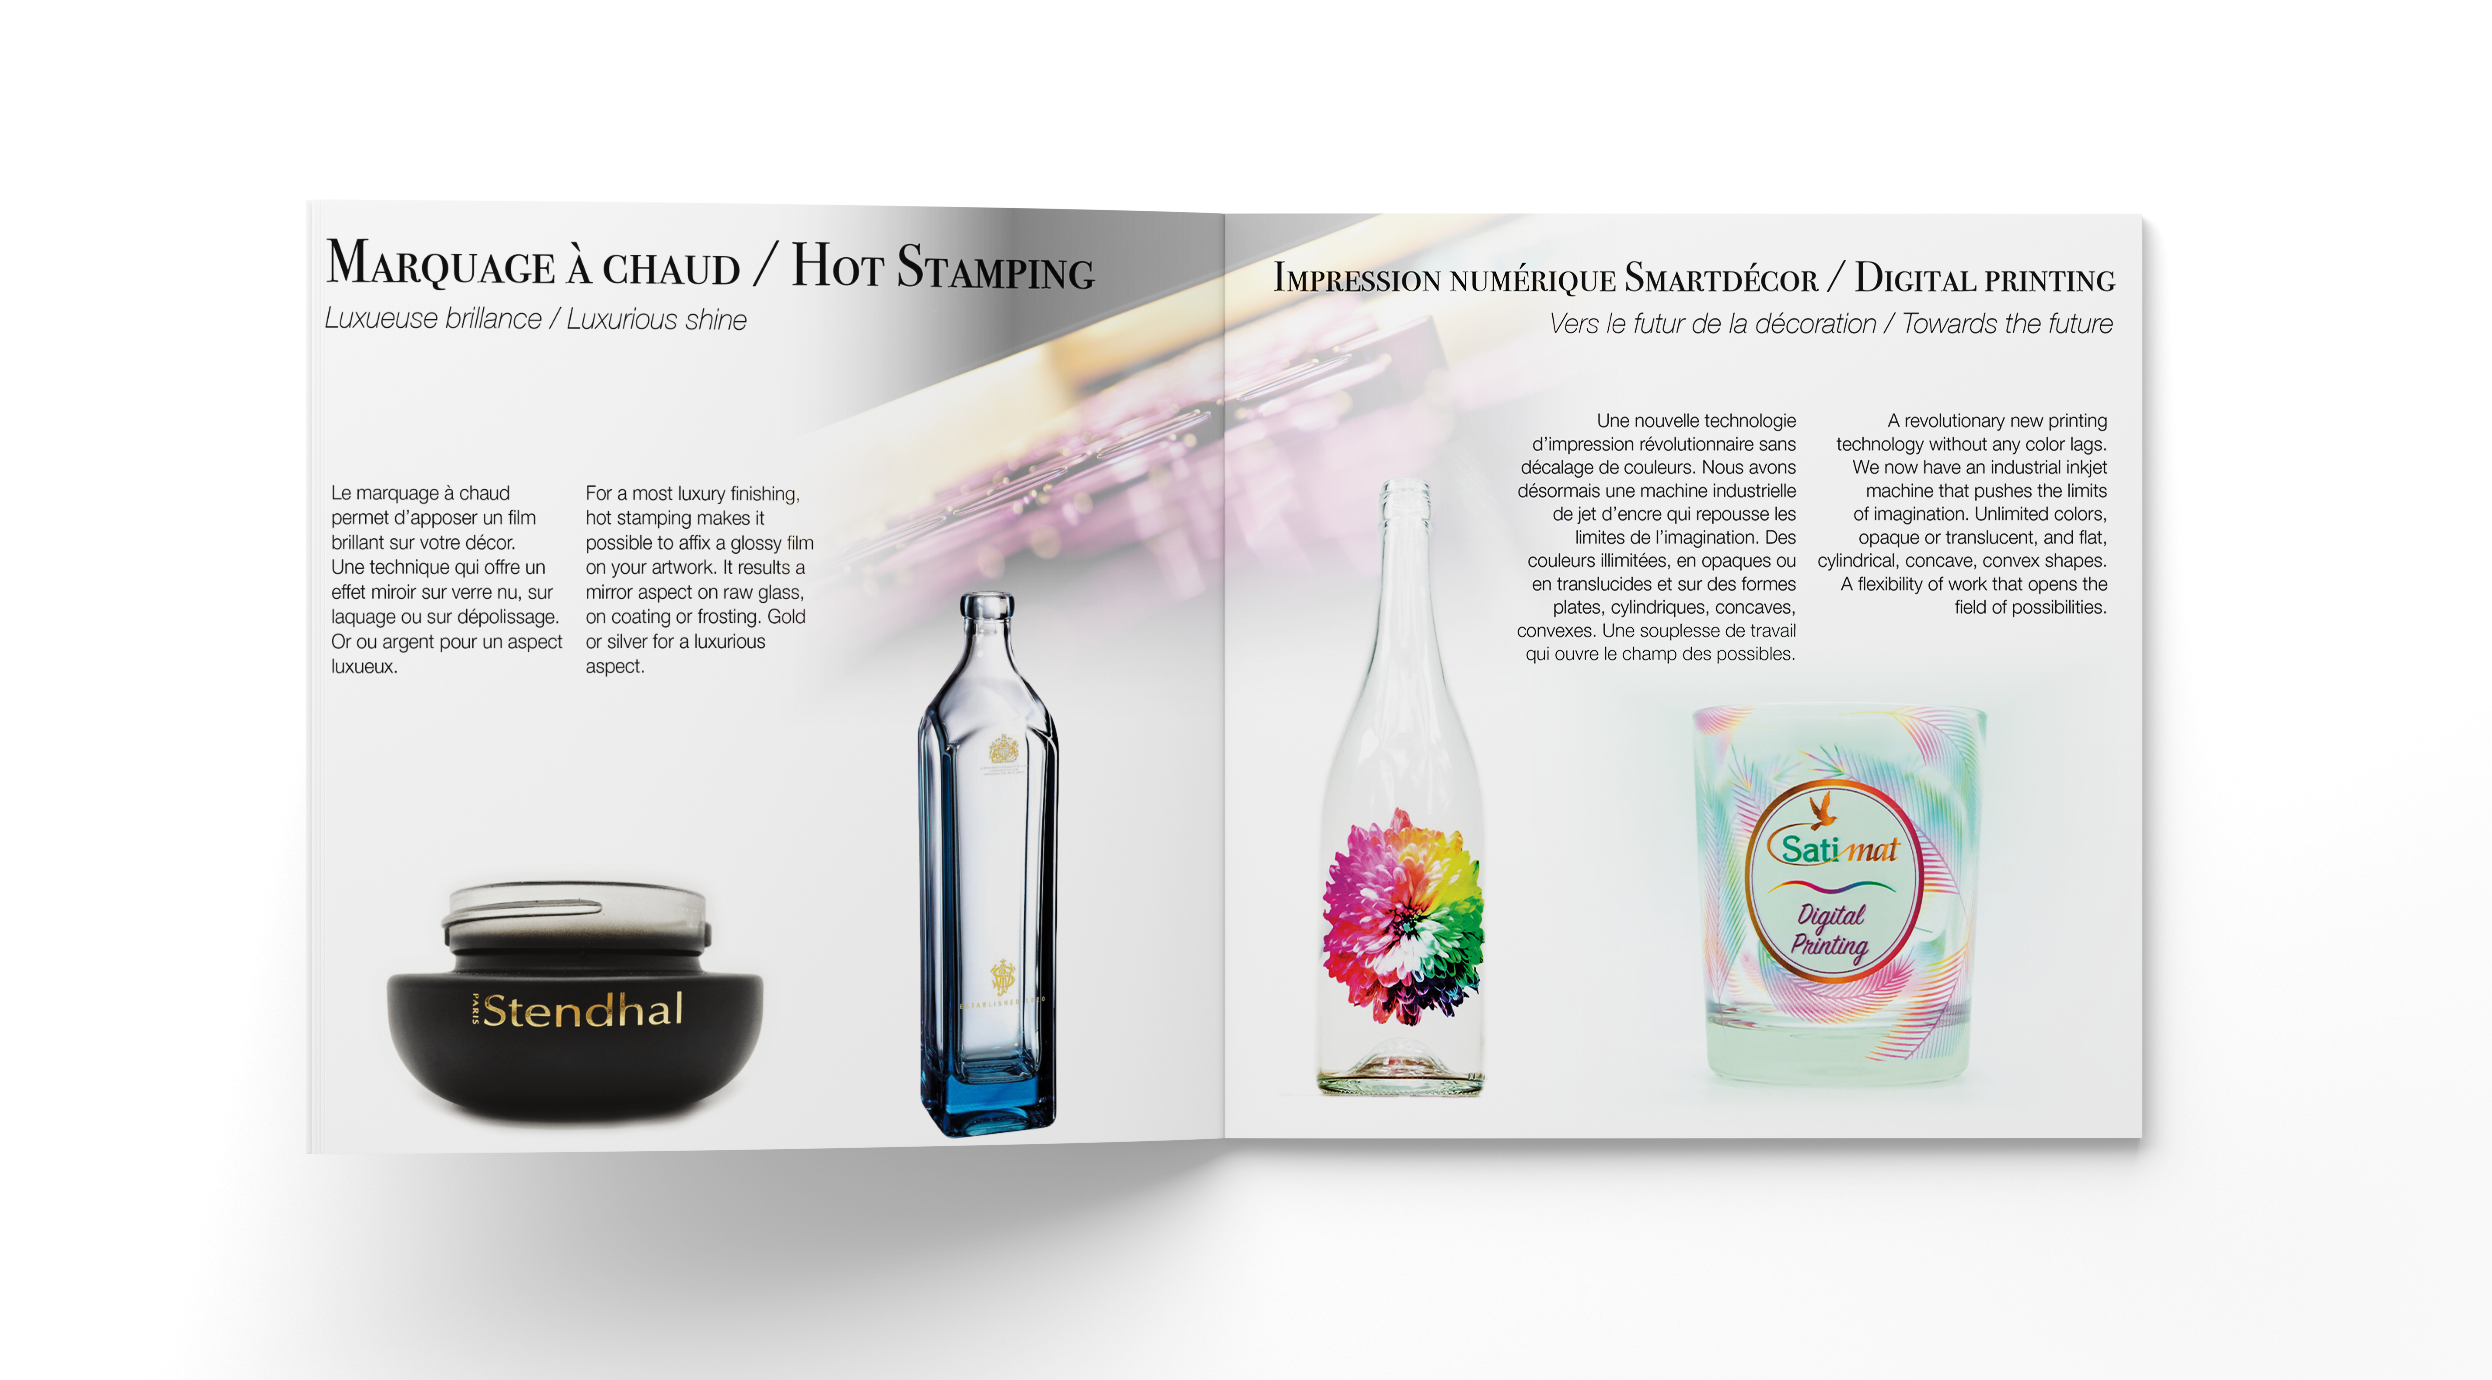 Marquage à chaud / Hot Stamping
Luxueuse brillance / Luxurious shine
Le marquage à chaud
permet d'apposer un film
brillant sur votre décor.
Une technique qui offre un
effet miroir sur verre nu, sur
laquage ou sur dépolissage.
Or ou argent pour un aspect
luxueux.
For a most luxury finishing,
hot stamping makes it
possible to affix a glossy film
on your artwork. It results a
mirror aspect on raw glass,
on coating or frosting. Gold
or silver for a luxurious
aspect.
PARIS
Stendhal
ESTABLISHED
Impression numérique Smartdécor / Digital printing
Vers le futur de la décoration / Towards the future
Une nouvelle technologie
d'impression révolutionnaire sans
décalage de couleurs. Nous avons
désormais une machine industrielle
de jet d'encre qui repousse les
limites de l'imagination. Des
couleurs illimitées, en opaques ou
en translucides et sur des formes
plates, cylindriques, concaves,
convexes. Une souplesse de travail
qui ouvre le champ des possibles.
A revolutionary new printing
technology without any color lags.
We now have an industrial inkjet
machine that pushes the limits
of imagination. Unlimited colors,
opaque or translucent, and flat,
cylindrical, concave, convex shapes.
A flexibility of work that opens the
field of possibilities.
Satimat
Digital
Printing